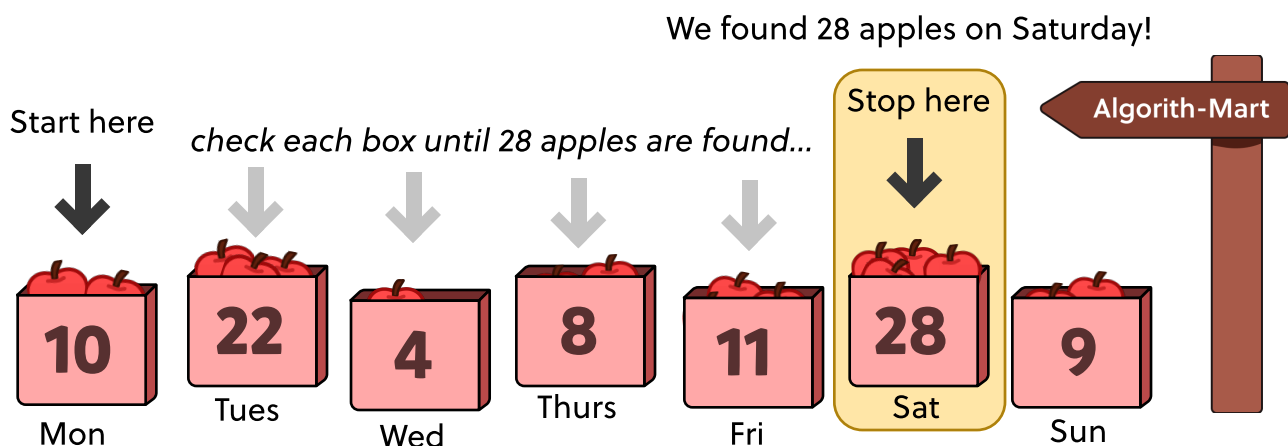 We found 28 apples on Saturday!
Start here
check each box until 28 apples are found...
Stop here
Algorith-Mart
10
22
4
8
11
28
9
Mon
Tues
Wed
Thurs
Fri
Sat
Sun